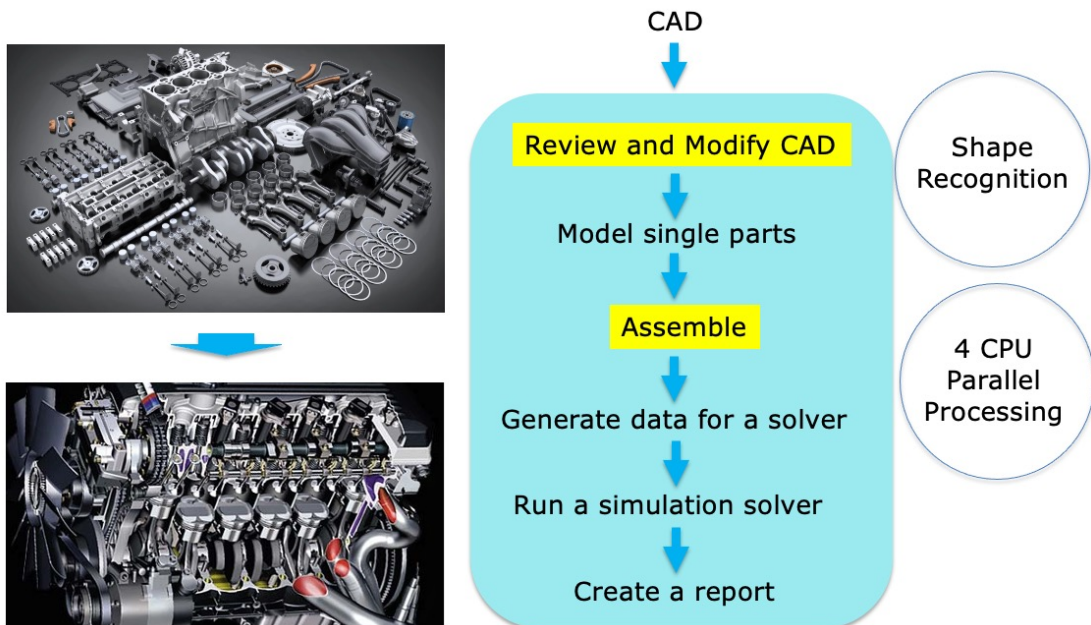 CAD
Review and Modify CAD
Model single parts
Assemble
Generate data for a solver
Run a simulation solver
Create a report
Shape
Recognition
4 CPU
Parallel
Processing